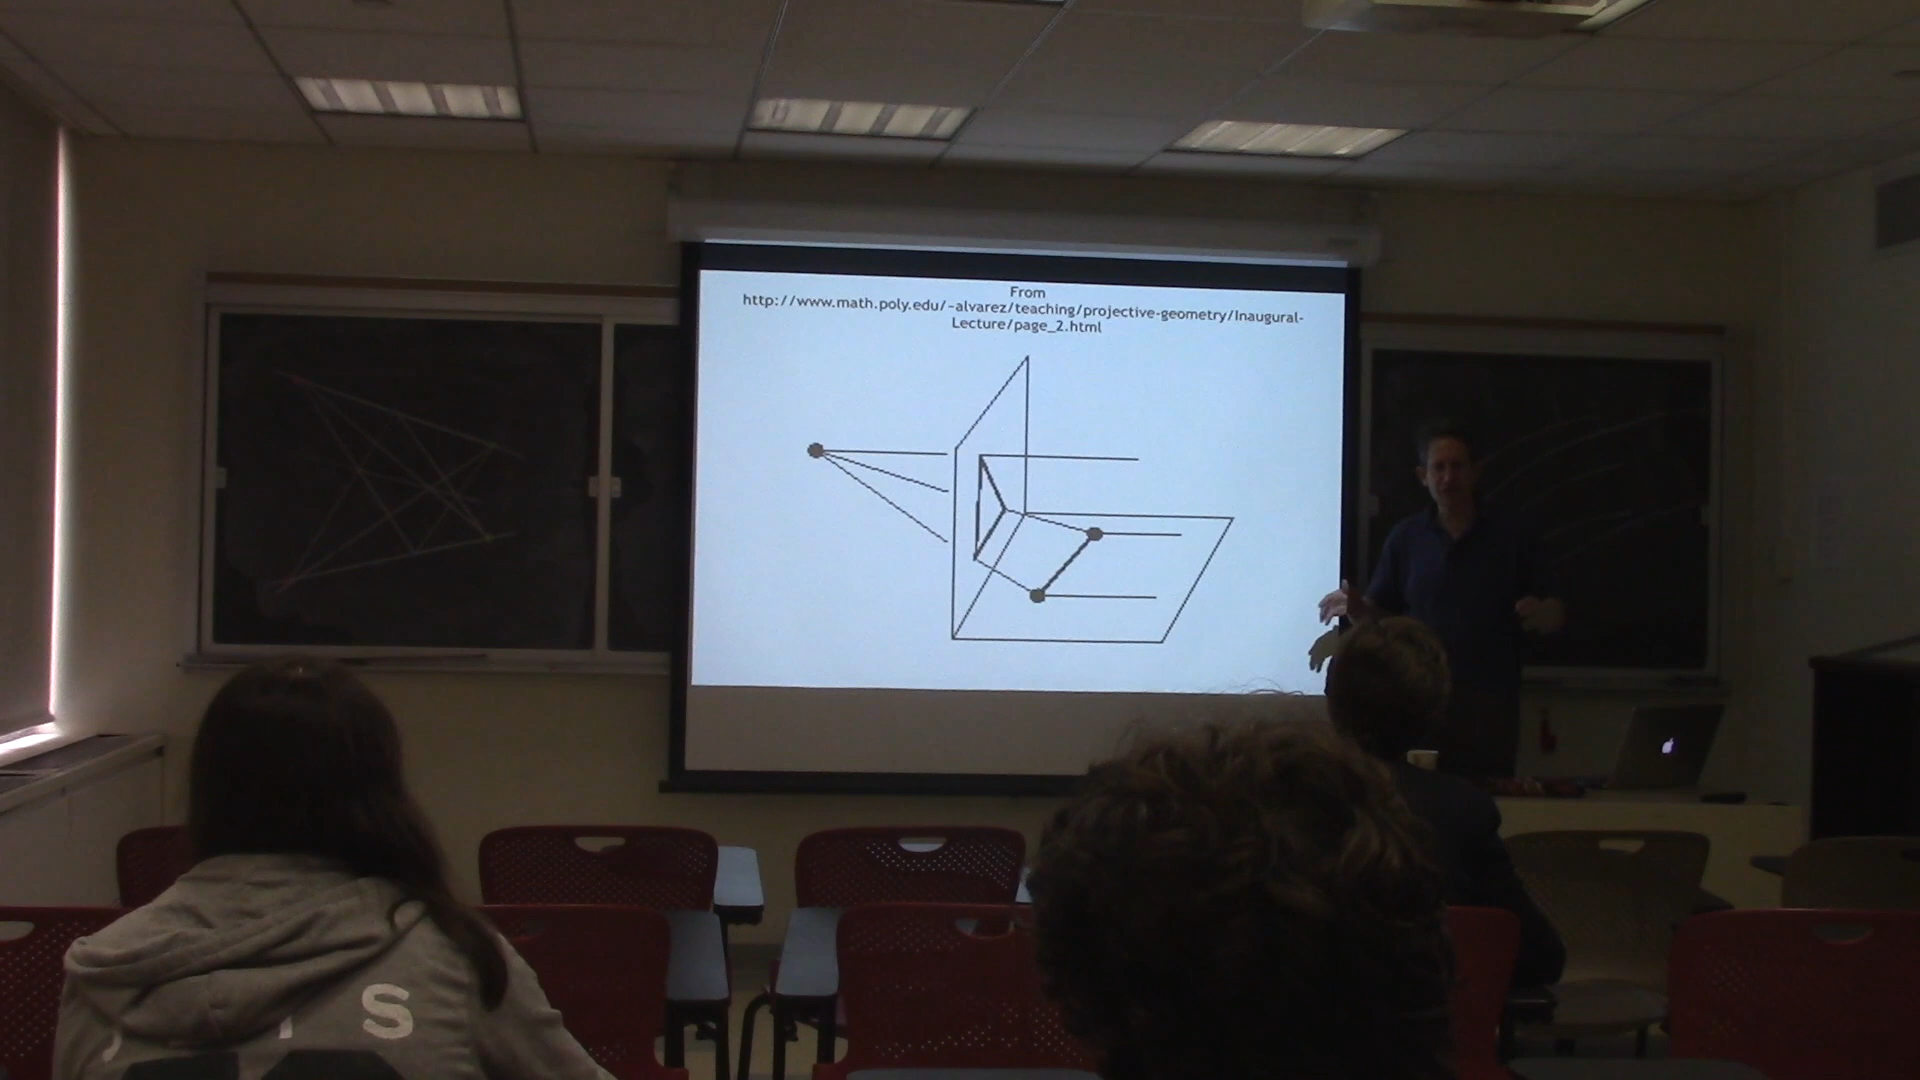 From
http://www.math.poly.edu/~alvarez/teaching/projective-geometry/Inaugural-
Lecture/page_2.html
S